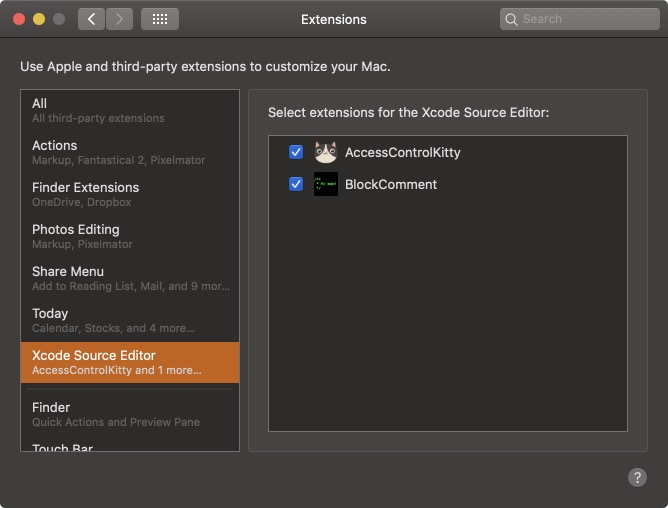 Extensions
Search
Use Apple and third-party extensions to customize your Mac.
All
All third-party extensions
Actions
Markup, Fantastical 2, Pixelmator
Finder Extensions
OneDrive, Dropbox
Photos Editing
Markup, Pixelmator
Share Menu
Add to Reading List, Mail, and 9 mor...
Today
Calendar, Stocks, and 4 more...
Xcode Source Editor
AccessControlKitty and 1 more...
Finder
Quick Actions and Preview Pane
Touch Bar
Select extensions for the Xcode Source Editor:
AccessControlKitty
/**
* Hi mom!
*/
BlockComment
?